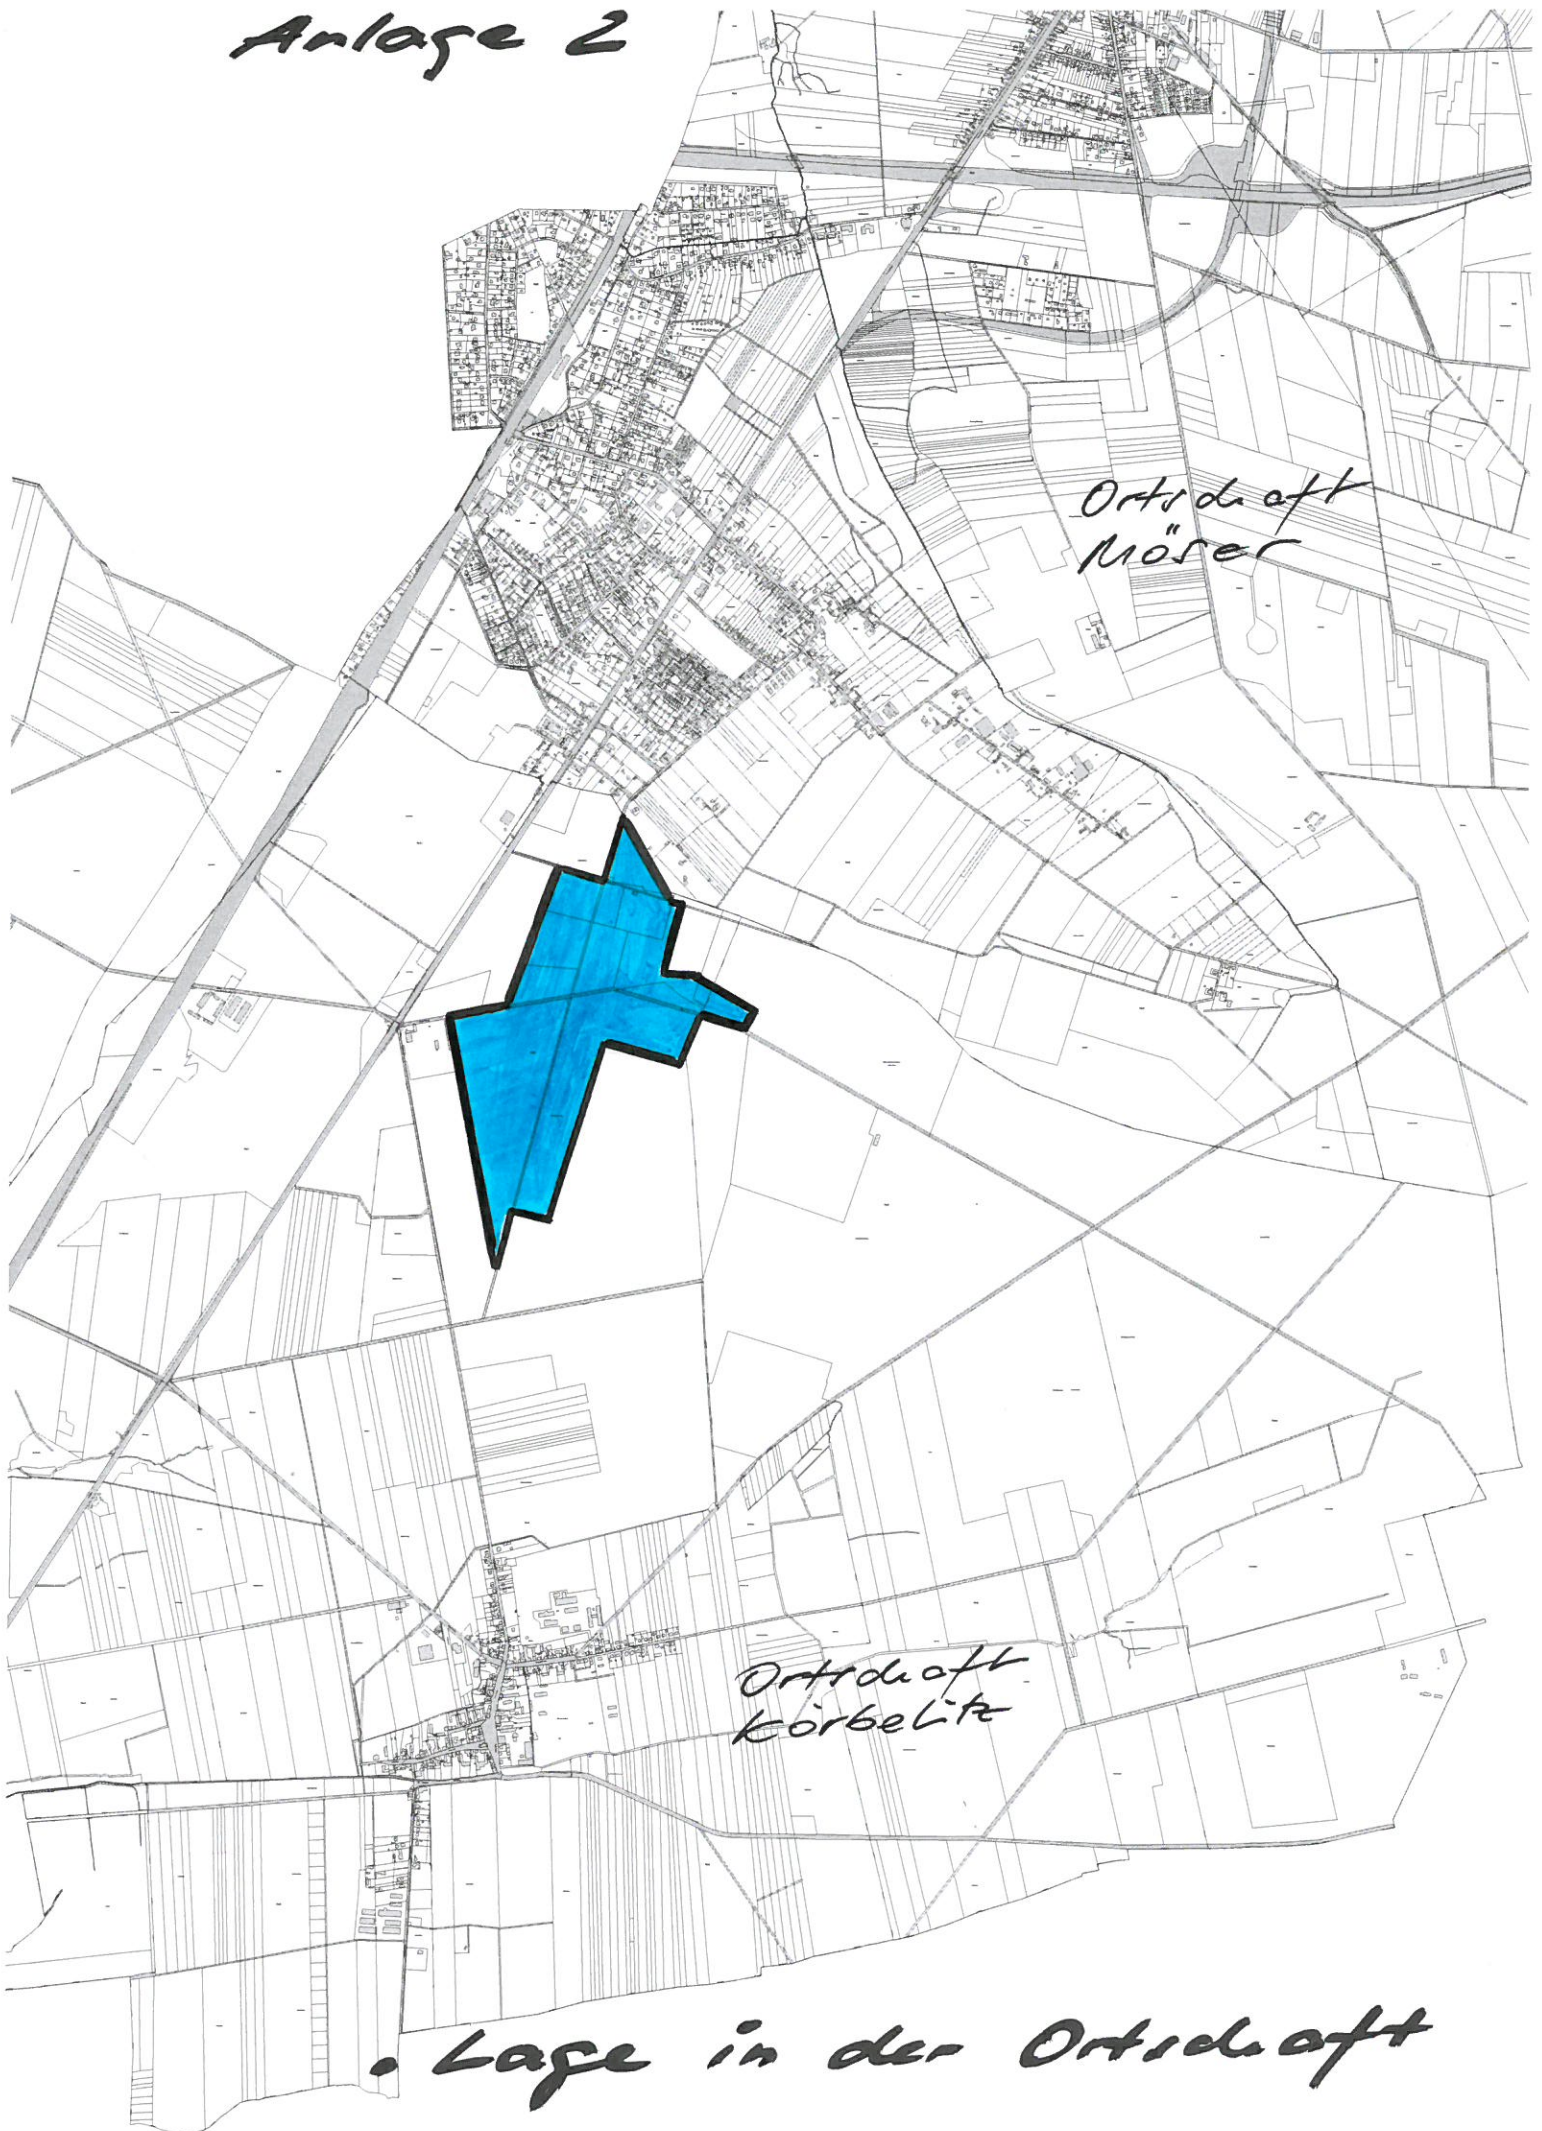 Anlage 2
Ortschaft
Möser
Ortschaft
Körbelitz
• Lage in der Ortschaft